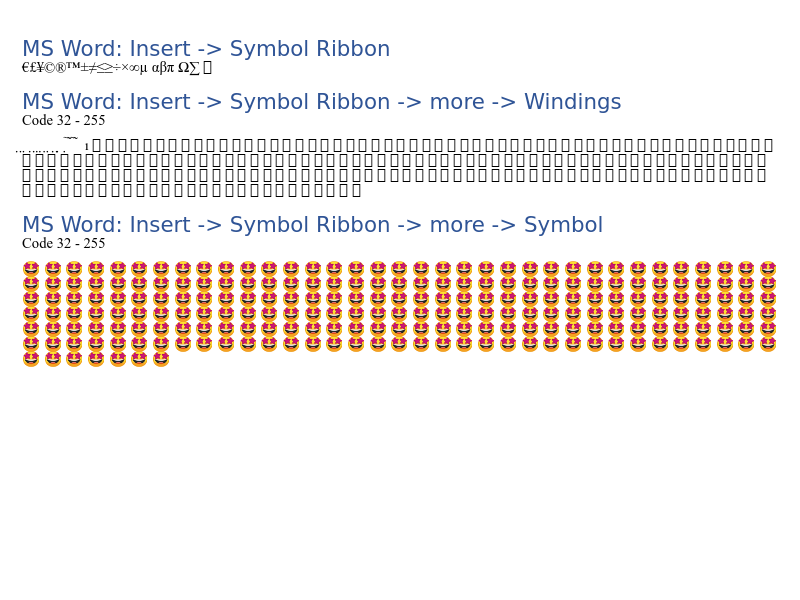 MS Word: Insert -> Symbol Ribbon
€£¥©®™±≠≤≥÷×∞μ αβπ Ω∑
MS Word: Insert -> Symbol Ribbon -> more -> Windings
Code 32 - 255
MS Word: Insert -> Symbol Ribbon -> more -> Symbol
Code 32 - 255